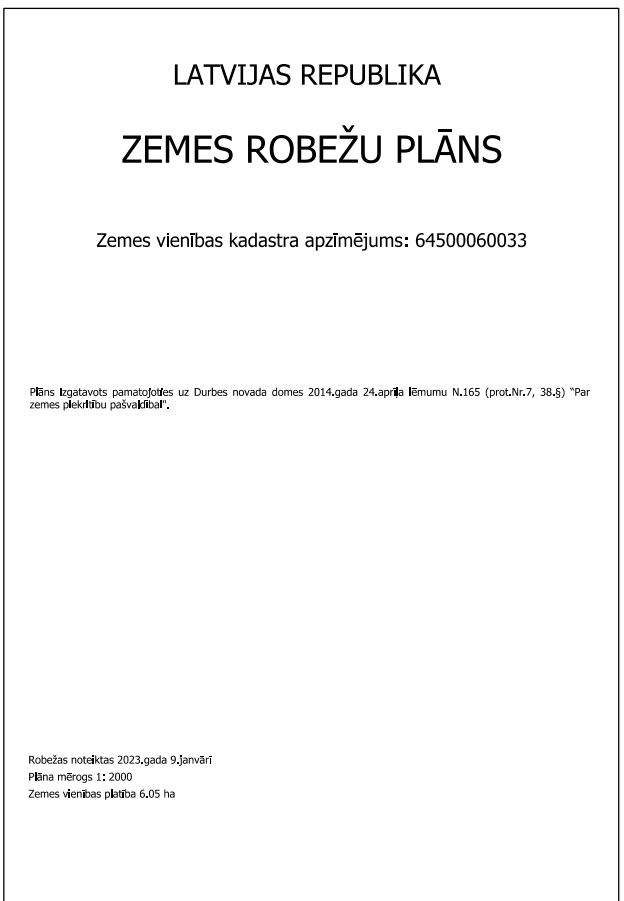 LATVIJAS REPUBLIKA
ZEMES ROBEŽU PLĀNS
Zemes vienības kadastra apzīmējums: 64500060033
Plāns izgatavots pamatojoties uz Durbes novada domes 2014.gada 24.aprīļa lēmumu N.165 (prot.Nr.7, 38.§) "Par
zemes piekritību pašvaldībai".
Robežas noteiktas 2023.gada 9.janvārī
Plāna mērogs 1: 2000
Zemes vienības platība 6.05 ha